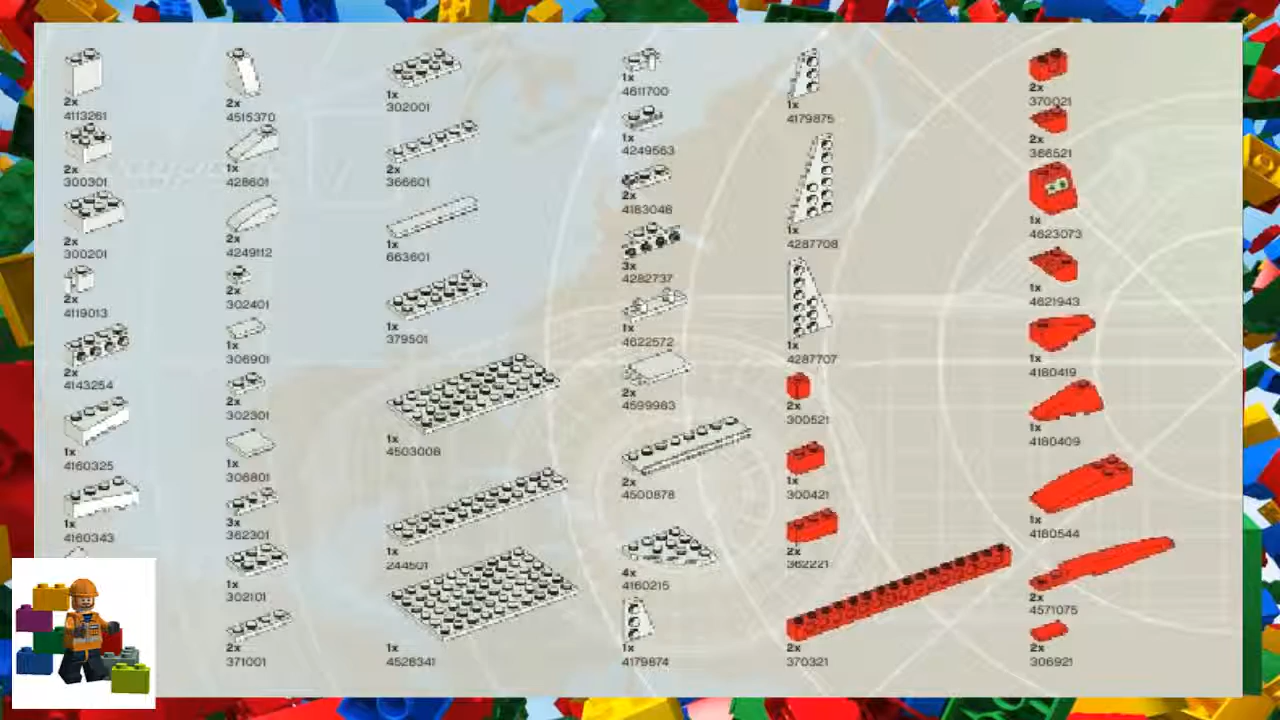 2x
4113261
2x
300301
2x
300201
2x
4119013
2x
4143254
1x
4160325
1x
4160343
2x
4515370
1x
428601
2x
4249112
2x
302401
1x
306901
2x
302301
1x
306801
3x
362301
1x
302101
2x
371001
1x
302001
2x
366601
1x
663601
1x
379501
1x
4503008
1x
244501
1x
4528341
1x
4611700
1x
4249563
2x
4183048
3x
4282737
1x
4622572
2x
4599983
2x
4500878
4x
4160215
1x
4179874
1x
4179875
1x
4287708
1x
4287707
2x
300521
1x
300421
2x
362221
2x
370321
2x
370021
2x
366521
1x
4623073
1x
4621943
1x
4180419
1x
4180409
1x
4180544
2x
4571075
2x
306921